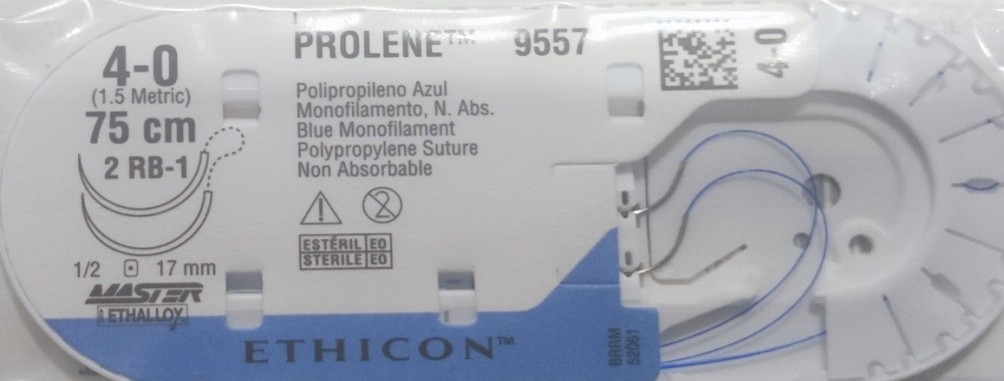 4-0
(1.5 Metric)
75 cm
2 RB-1
1/2 17 mm
MASTER
ETHALLOY
PROLENE™ 9557
Polipropileno Azul
Monofilamento, N. Abs.
Blue Monofilament
Polypropylene Suture
Non Absorbable
2
ESTÉRIL EO
STERILE EO
4-0
ETHICON™
BRRM
52061